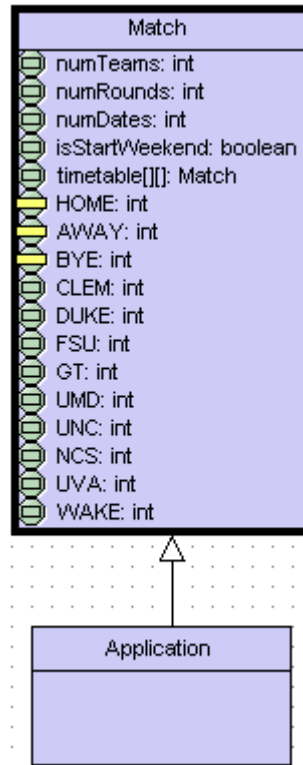 Match
numTeams: int
numRounds: int
numDates: int
isStartWeekend: boolean
timetable[][]: Match
HOME: int
AWAY: int
BYE: int
CLEM: int
DUKE: int
FSU: int
GT: int
UMD: int
UNC: int
NCS: int
UVA: int
WAKE: int
Application